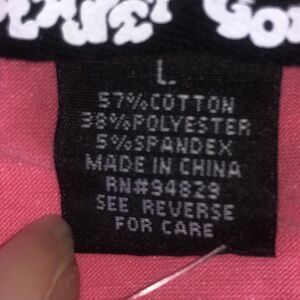 L
57%COTTON
38%POLYESTER
5%SPANDEX
MADE IN CHINA
RN#94829
SEE REVERSE
FOR CARE